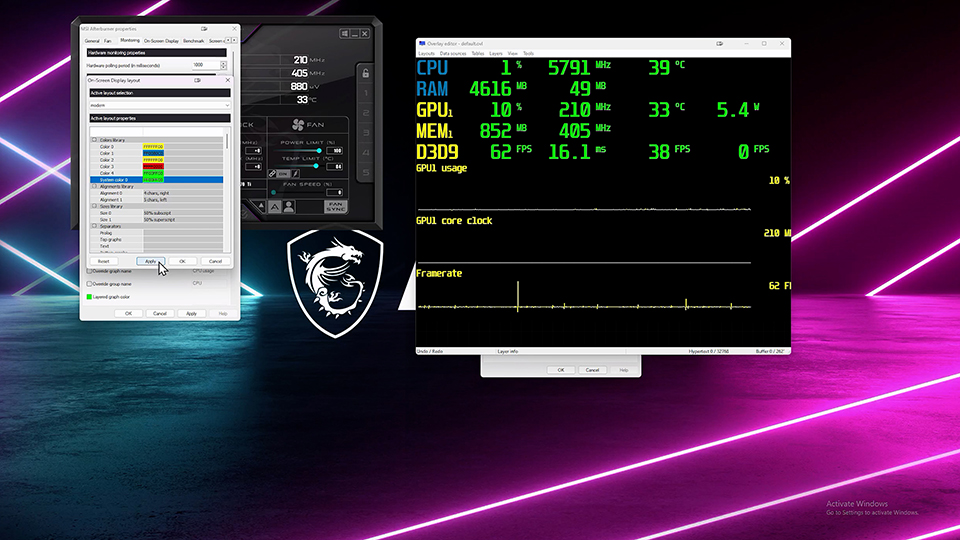 MSI Afterburner properties
General Fan Monitoring On-Screen Display Benchmark Screen
Hardware monitoring properties
Hardware polling period (in milliseconds) 1000
On-Screen Display layout
Active layout selection
modern
Active layout properties
Colors library
Color 0
Color 1
Color 2
Color 3
Color 4
System color 0
Alignments library
Alignment 0 4 chars, right
Alignment 1 5 chars, left
Sizes library
Size 0 50% subscript
Size 1 50% superscript
Separators
Prolog
Top graphs
Text
Reset Apply OK Cancel
Override graph name CPU usage
Override group name CPU
Layered graph color
OK Cancel Apply Help
210 MHz
405 MHz
880
33 °C
1
2
3
4
5
FAN
POWER LIMIT (%)
+0 100
TEMP LIMIT (°C)
+0 84
FAN SPEED (%)
Ti
A
FAN SYNC
Overlay editor - default.ovl
Layouts Data sources Tables Layers View Tools
CPU 1 % 5791 MHz 39 °C
RAM 4616 MB 49 MB
GPU1 10 % 210 MHz 33 °C 5.4 W
MEM1 852 MB 405 MHz
D3D9 62 FPS 16.1 ms 38 FPS 0 FPS
GPU1 usage
10 %
GPU1 core clock
210
Framerate
62
Undo / Redo Layer info Hypertext 0 / 32768 Buffer 0 / 262
OK Cancel Help
Activate Windows
Go to Settings to activate Windows.